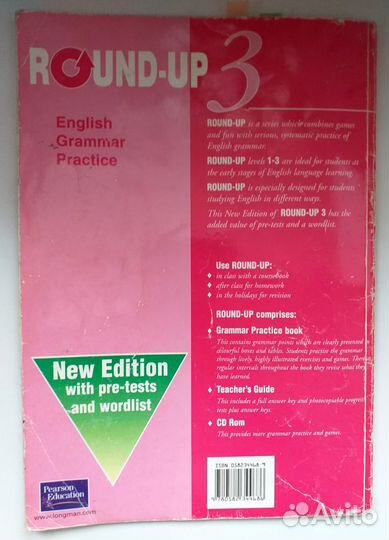 ROUND-UP 3
English
Grammar
Practice
ROUND-UP is a series which combines games
and fun with serious, systematic practice of
English grammar.
ROUND-UP levels 1-3 are ideal for students at
the early stages of English language learning.
ROUND-UP is especially designed for students
studying English in different ways.
This New Edition of ROUND-UP 3 has the
added value of pre-tests and a wordlist.
Use ROUND-UP:
in class with a coursebook
after class for homework
in the holidays for revision
ROUND-UP comprises:
Grammar Practice book
This contains grammar points which are clearly presented in
colourful boxes and tables. Students practise the grammar
through lively, highly illustrated exercises and games. The
regular intervals throughout the book they revise what they
have learned.
Teacher's Guide
This includes a full answer key and photocopiable progress
tests plus answer keys.
CD Rom
This provides more grammar practice and games.
New Edition
with pre-tests
and wordlist
ISBN 0582344689
9 780582 344686
Pearson
Education
www.longman.com
Avito